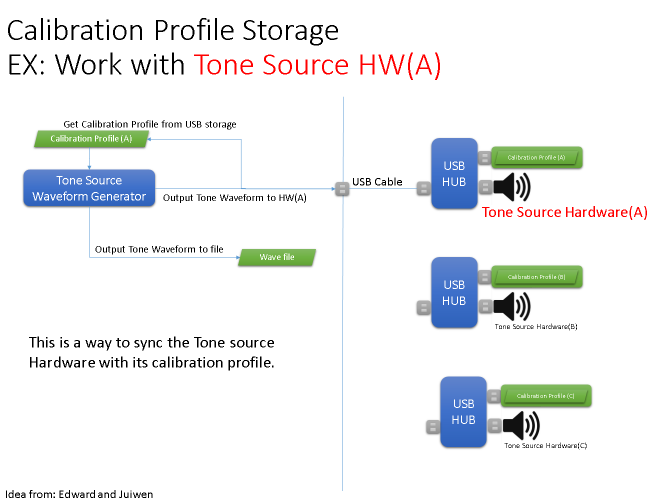 Calibration Profile Storage
EX: Work with Tone Source HW(A)
Get Calibration Profile from USB storage
Calibration Profile (A)
Tone Source
Waveform Generator
Output Tone Waveform to HW(A)
USB Cable
USB
HUB
Calibration Profile (A)
Tone Source Hardware(A)
Output Tone Waveform to file
Wave file
USB
HUB
Calibration Profile (B)
Tone Source Hardware(B)
This is a way to sync the Tone source
Hardware with its calibration profile.
USB
HUB
Calibration Profile (C)
Tone Source Hardware(C)
Idea from: Edward and Juiwen